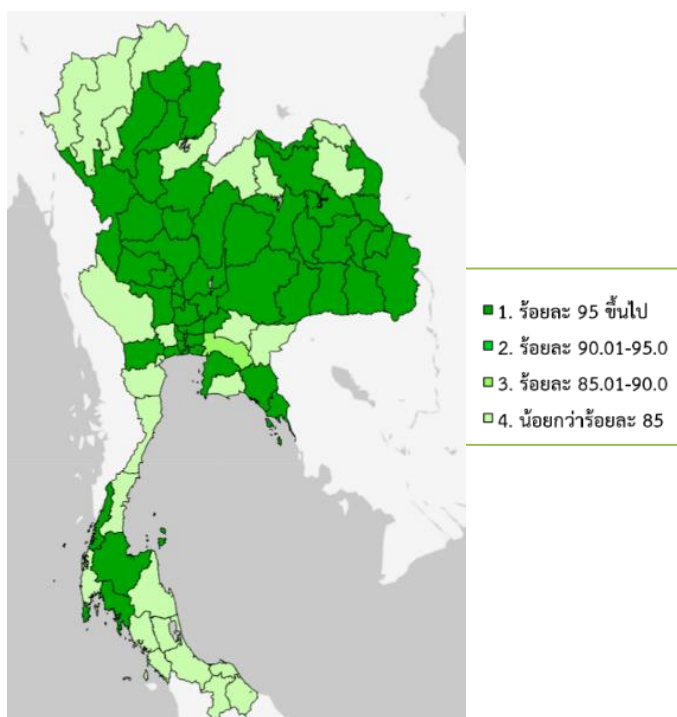 1. ร้อยละ 95 ขึ้นไป
2. ร้อยละ 90.01-95.0
3. ร้อยละ 85.01-90.0
4. น้อยกว่าร้อยละ 85